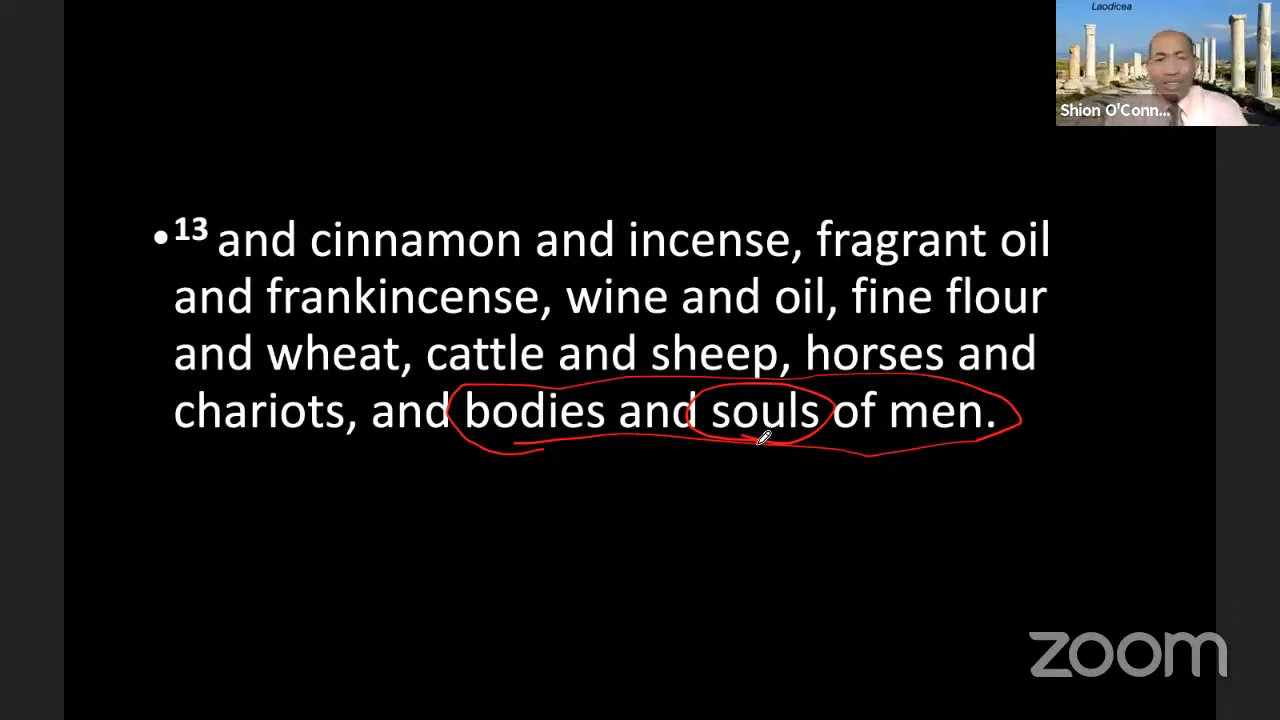 Laodicea
Shion O'Conn...
•13 and cinnamon and incense, fragrant oil
and frankincense, wine and oil, fine flour
and wheat, cattle and sheep, horses and
chariots, and bodies and souls of men.
zoom